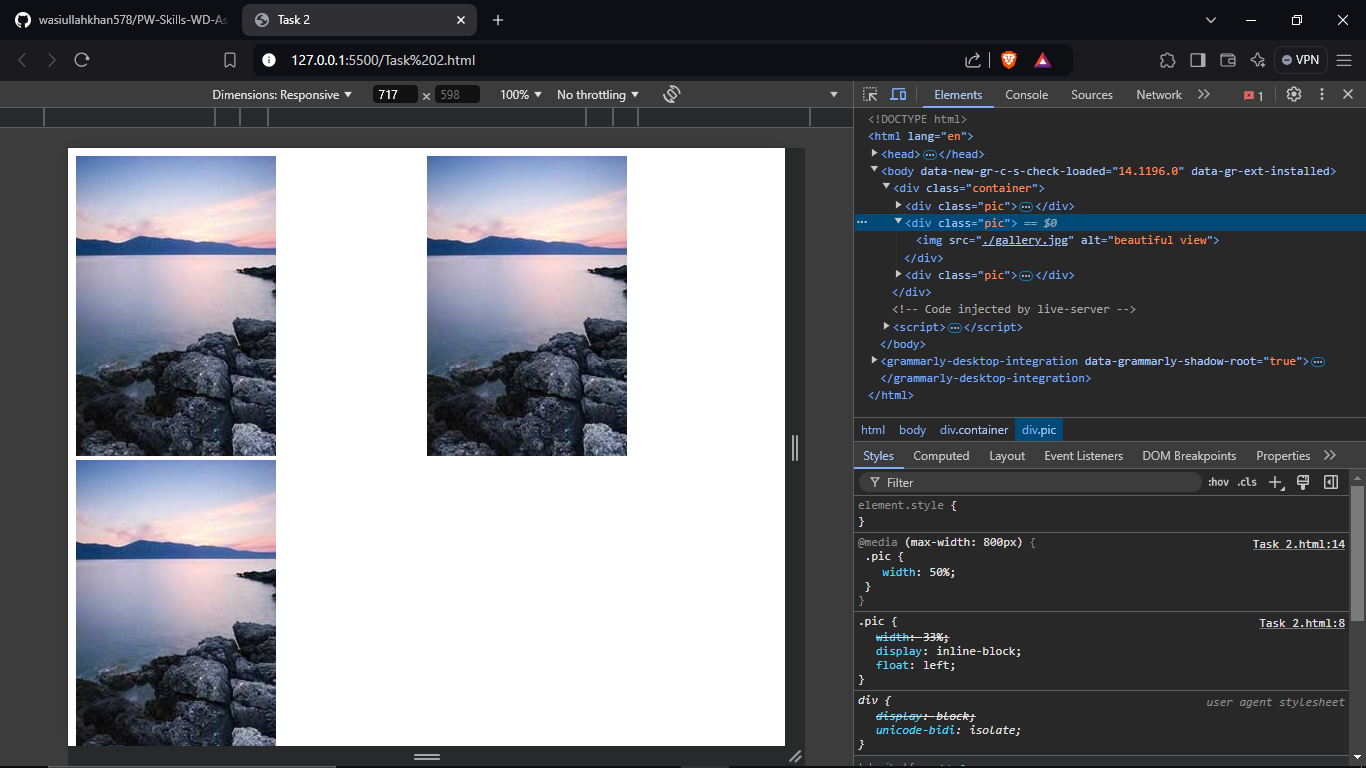 wasiullahkhan578/PW-Skills-WD-As
Task 2
127.0.0.1:5500/Task%202.html
VPN
Dimensions: Responsive 717 × 598 100% No throttling
Elements Console Sources Network 1
<!DOCTYPE html>
<html lang="en">
<head> </head>
<body data-new-gr-c-s-check-loaded="14.1196.0" data-gr-ext-installed>
<div class="container">
<div class="pic"> </div>
<div class="pic"> == $0
<img src="./gallery.jpg" alt="beautiful view">
</div>
<div class="pic"> </div>
</div>
<!-- Code injected by live-server -->
<script> </script>
</body>
<grammarly-desktop-integration data-grammarly-shadow-root="true">
</grammarly-desktop-integration>
</html>
html body div.container div.pic
Styles Computed Layout Event Listeners DOM Breakpoints Properties
Filter :hov .cls
element.style {
}
@media (max-width: 800px) { Task 2.html:14
.pic {
width: 50%;
}
}
.pic { Task 2.html:8
width: 33%;
display: inline-block;
float: left;
}
div { user agent stylesheet
display: block;
unicode-bidi: isolate;
}